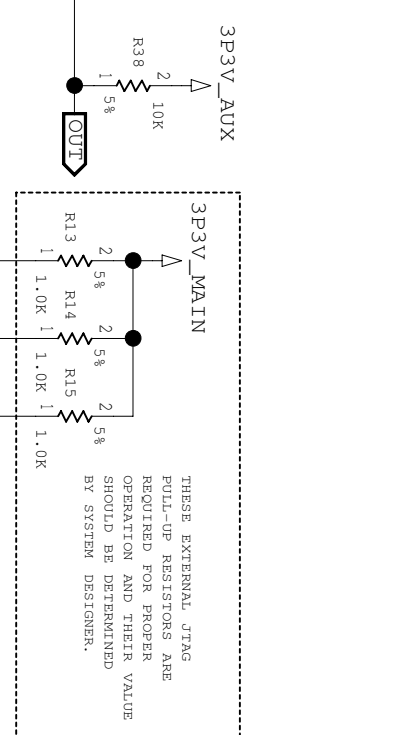 3P3V_AUX
R38
1
2
5%
10K
OUT
3P3V_MAIN
R13
1
2
5%
1.0K
R14
1
2
5%
1.0K
R15
1
2
5%
1.0K
THESE EXTERNAL JTAG
PULL-UP RESISTORS ARE
REQUIRED FOR PROPER
OPERATION AND THEIR VALUE
SHOULD BE DETERMINED
BY SYSTEM DESIGNER.